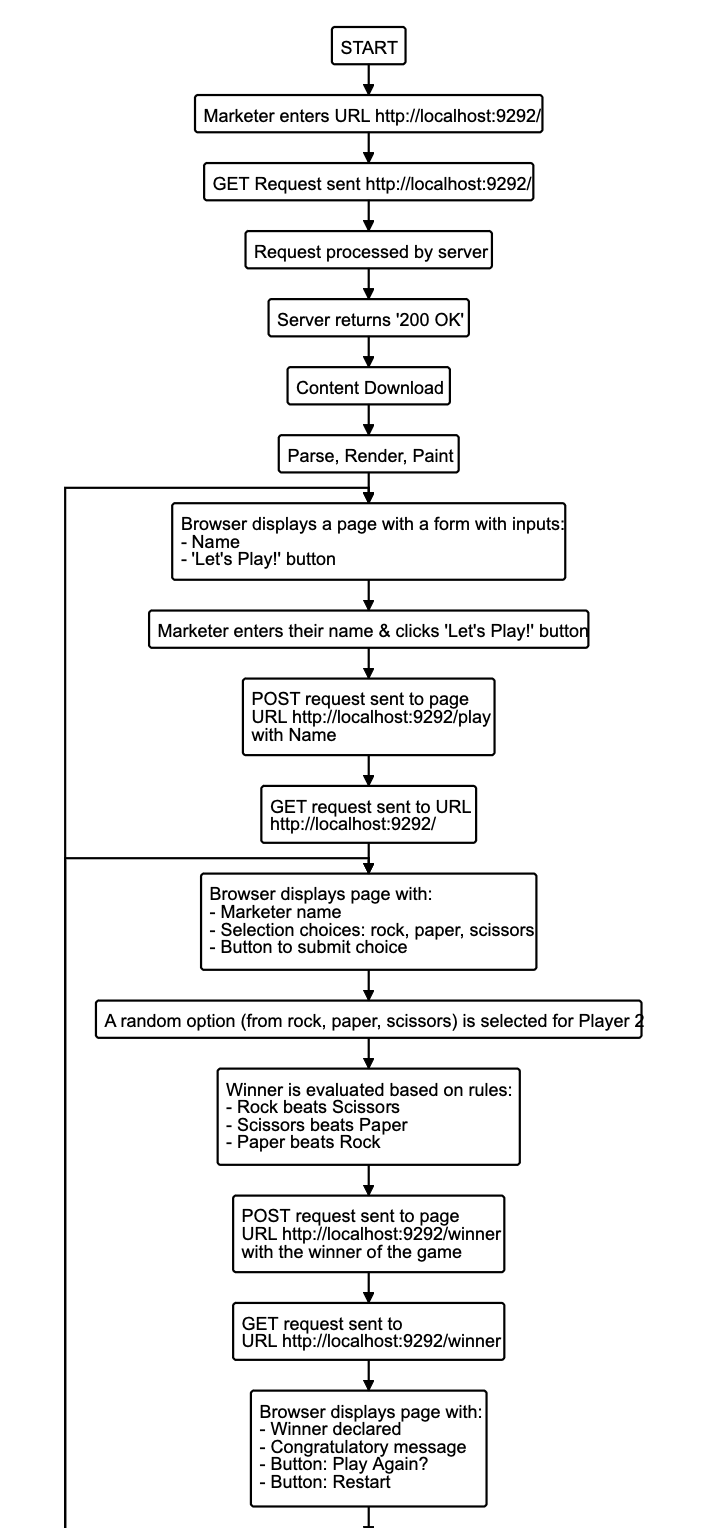 START
Marketer enters URL http://localhost:9292/
GET Request sent http://localhost:9292/
Request processed by server
Server returns '200 OK'
Content Download
Parse, Render, Paint
Browser displays a page with a form with inputs:
- Name
- 'Let's Play!' button
Marketer enters their name & clicks 'Let's Play!' button
POST request sent to page
URL http://localhost:9292/play
with Name
GET request sent to URL
http://localhost:9292/
Browser displays page with:
- Marketer name
- Selection choices: rock, paper, scissors
- Button to submit choice
A random option (from rock, paper, scissors) is selected for Player 2
Winner is evaluated based on rules:
- Rock beats Scissors
- Scissors beats Paper
- Paper beats Rock
POST request sent to page
URL http://localhost:9292/winner
with the winner of the game
GET request sent to
URL http://localhost:9292/winner
Browser displays page with:
- Winner declared
- Congratulatory message
- Button: Play Again?
- Button: Restart